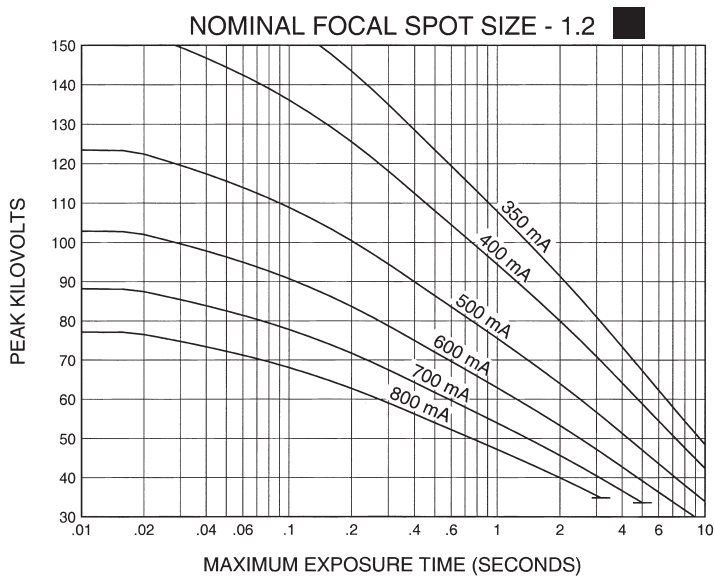 NOMINAL FOCAL SPOT SIZE - 1.2
150
140
130
120
110
100
90
80
70
60
50
40
30
PEAK KILOVOLTS
350 mA
400 mA
500 mA
600 mA
700 mA
800 mA
.01 .02 .04 .06 .1 .2 .4 .6 1 2 4 6 10
MAXIMUM EXPOSURE TIME (SECONDS)